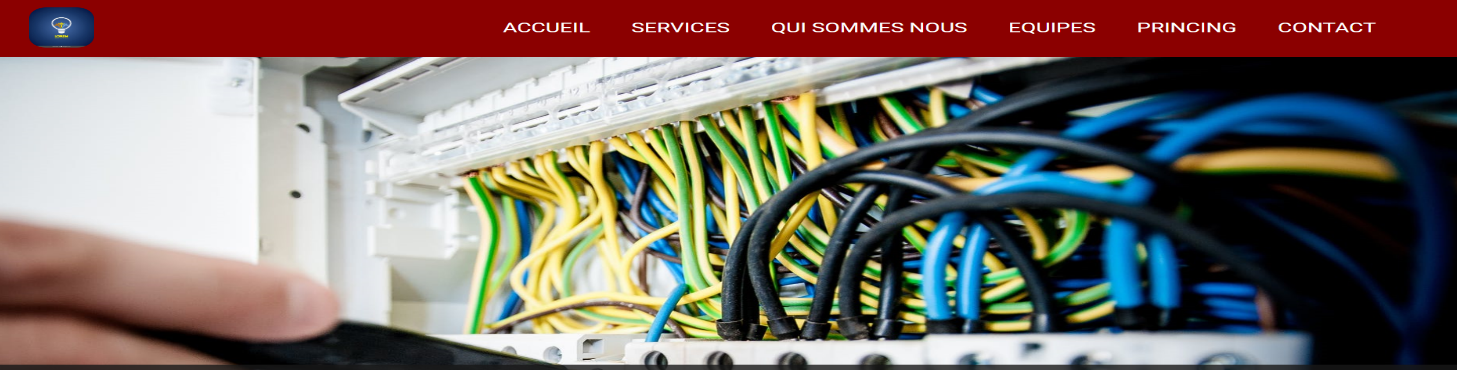 ACCUEIL SERVICES QUI SOMMES NOUS EQUIPES PRINCING CONTACT